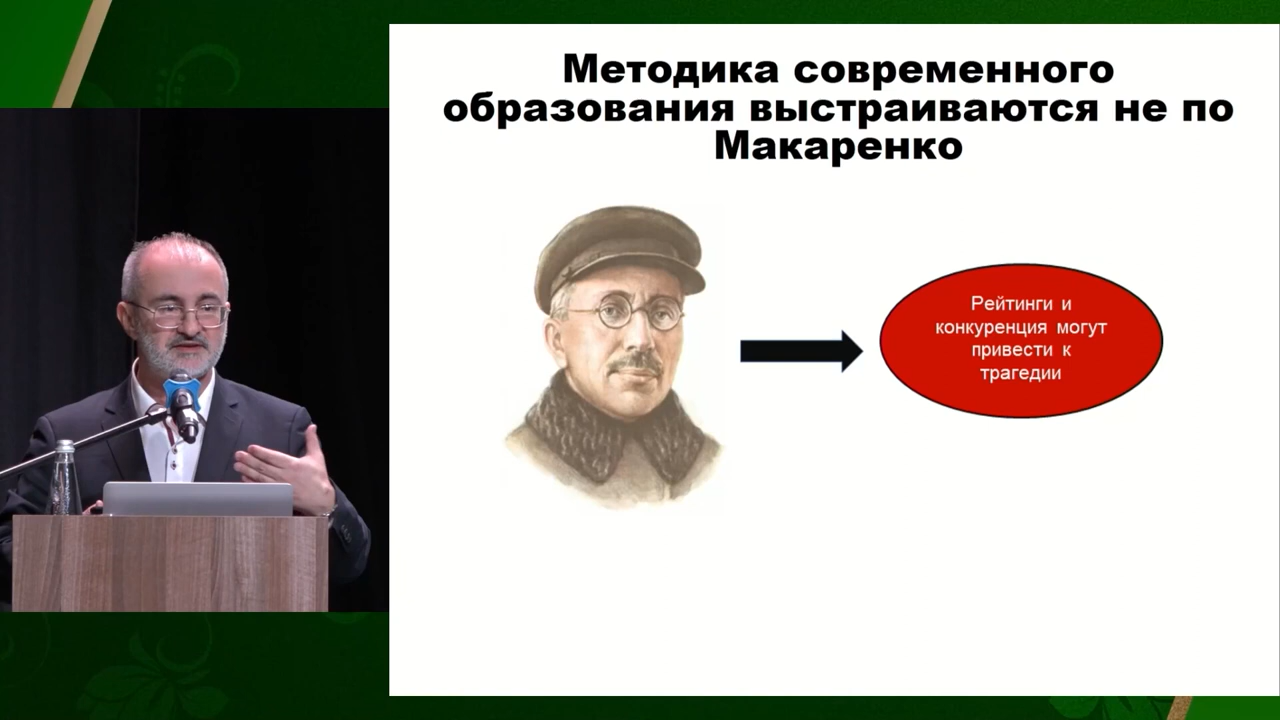 Методика современного
образования выстраиваются не по
Макаренко
Рейтинги и
конкуренция могут
привести к
трагедии